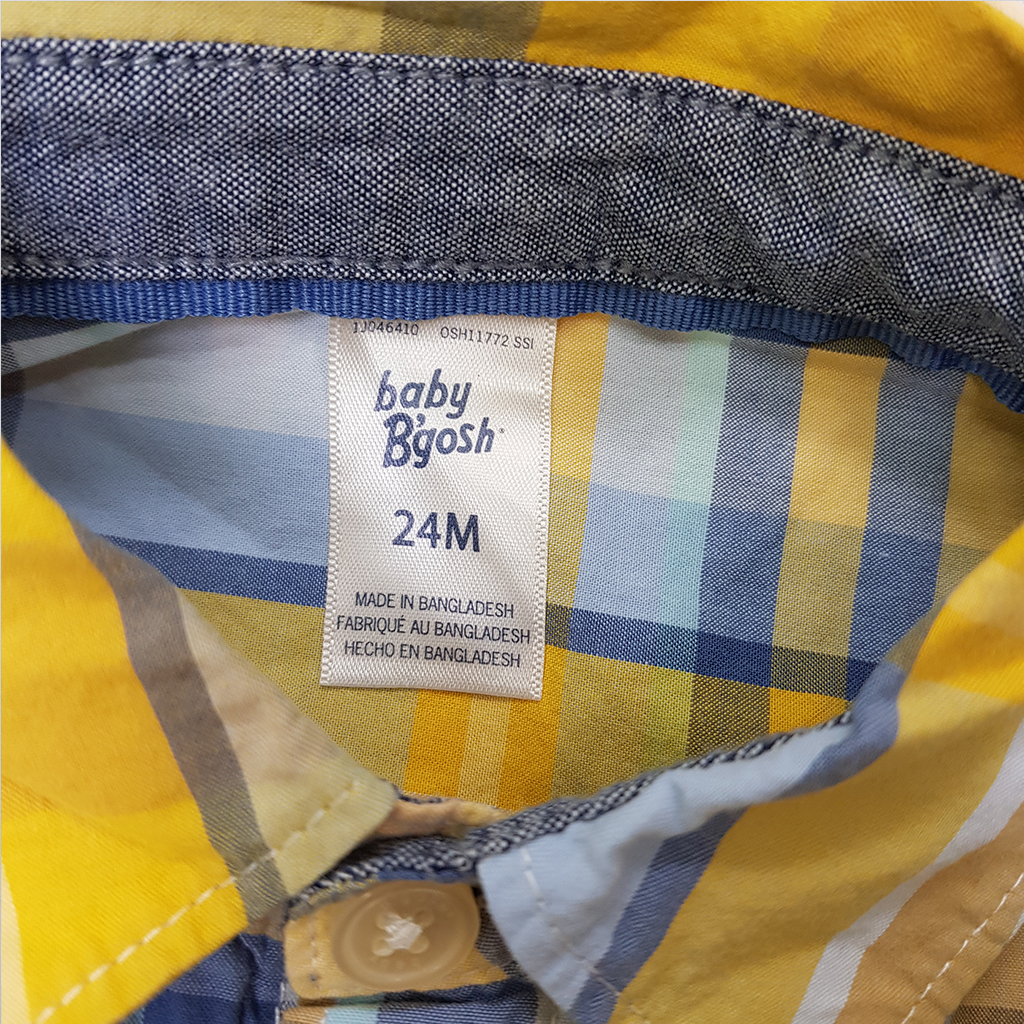 1J046410 OSH11772 SSI
baby
B'gosh
24M
MADE IN BANGLADESH
FABRIQUÉ AU BANGLADESH
HECHO EN BANGLADESH